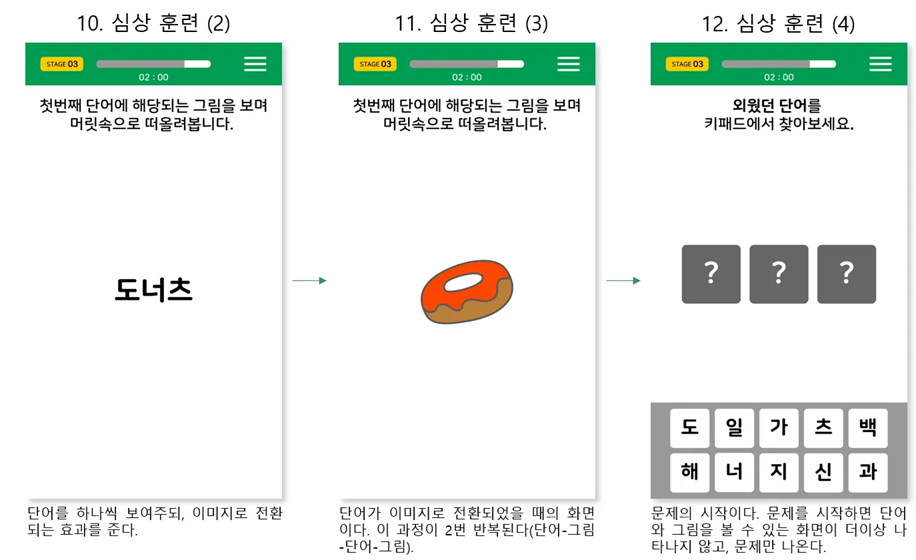 10. 심상 훈련 (2)
STAGE 03
02 : 00
첫번째 단어에 해당되는 그림을 보며
머릿속으로 떠올려봅니다.
도너츠
단어를 하나씩 보여주되, 이미지로 전환
되는 효과를 준다.
11. 심상 훈련 (3)
STAGE 03
02 : 00
첫번째 단어에 해당되는 그림을 보며
머릿속으로 떠올려봅니다.
단어가 이미지로 전환되었을 때의 화면
이다. 이 과정이 2번 반복된다(단어-그림
-단어-그림).
12. 심상 훈련 (4)
STAGE 03
02 : 00
외웠던 단어를
키패드에서 찾아보세요.
? ? ?
도 일 가 츠 백
해 너 지 신 과
문제의 시작이다. 문제를 시작하면 단어
와 그림을 볼 수 있는 화면이 더이상 나
타나지 않고, 문제만 나온다.